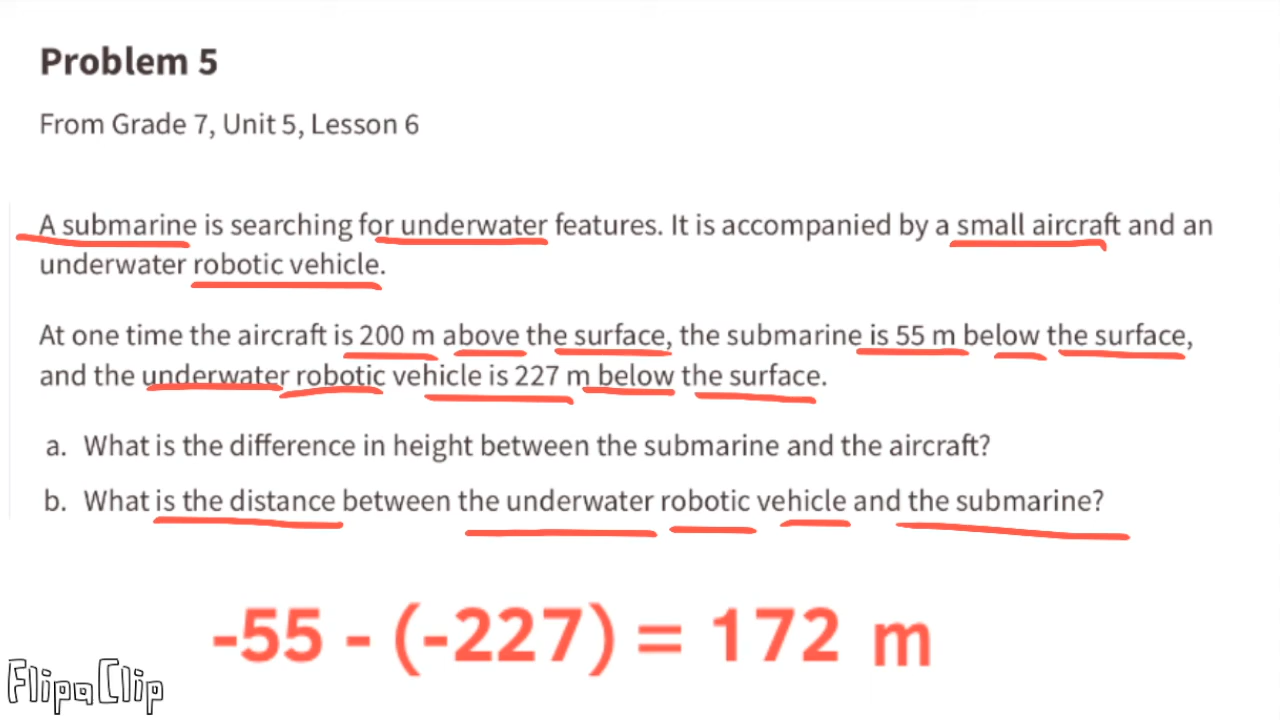 Problem 5
From Grade 7, Unit 5, Lesson 6
A submarine is searching for underwater features. It is accompanied by a small aircraft and an
underwater robotic vehicle.
At one time the aircraft is 200 m above the surface, the submarine is 55 m below the surface,
and the underwater robotic vehicle is 227 m below the surface.
a. What is the difference in height between the submarine and the aircraft?
b. What is the distance between the underwater robotic vehicle and the submarine?
-55 - (-227) = 172 m
FlipaClip